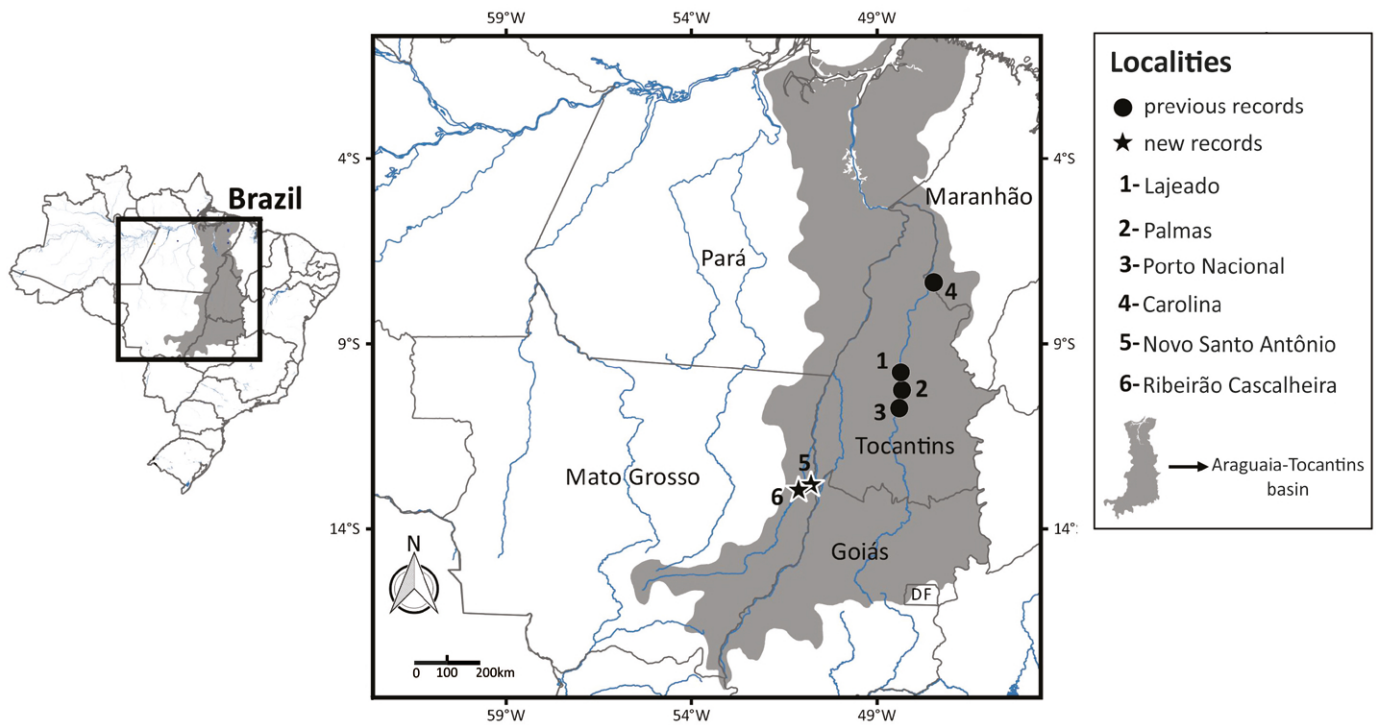 59°W 54°W 49°W
Brazil
4°S 4°S
9°S 9°S
14°S 14°
Maranhão
Pará
4
1
2
3
Tocantins
5
6
Mato Grosso
Goiás
DF
N
0 100 200km
59°W 54°W 49°W
Localities
previous records
new records
1- Lajeado
2- Palmas
3- Porto Nacional
4- Carolina
5- Novo Santo Antônio
6- Ribeirão Cascalheira
Araguaia-Tocantins
basin